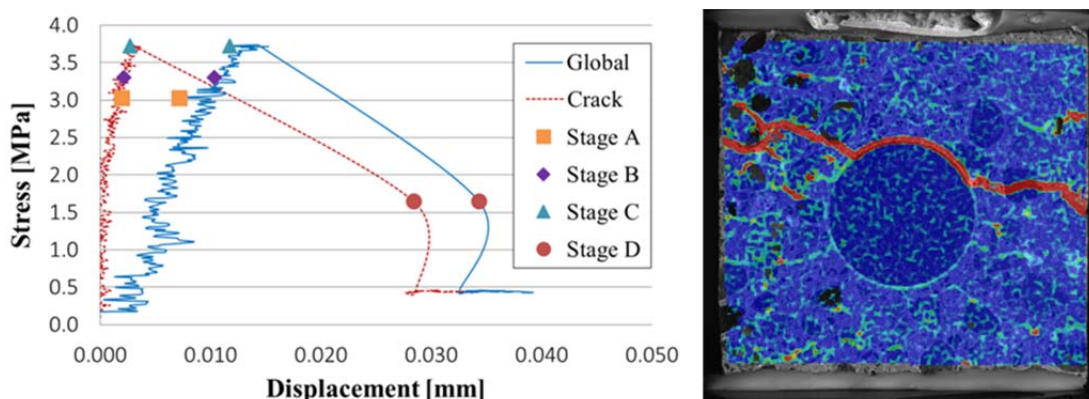 4.0
3.5
3.0
2.5
2.0
1.5
1.0
0.5
0.0
Stress [MPa]
Global
Crack
Stage A
Stage B
Stage C
Stage D
0.000 0.010 0.020 0.030 0.040 0.050
Displacement [mm]